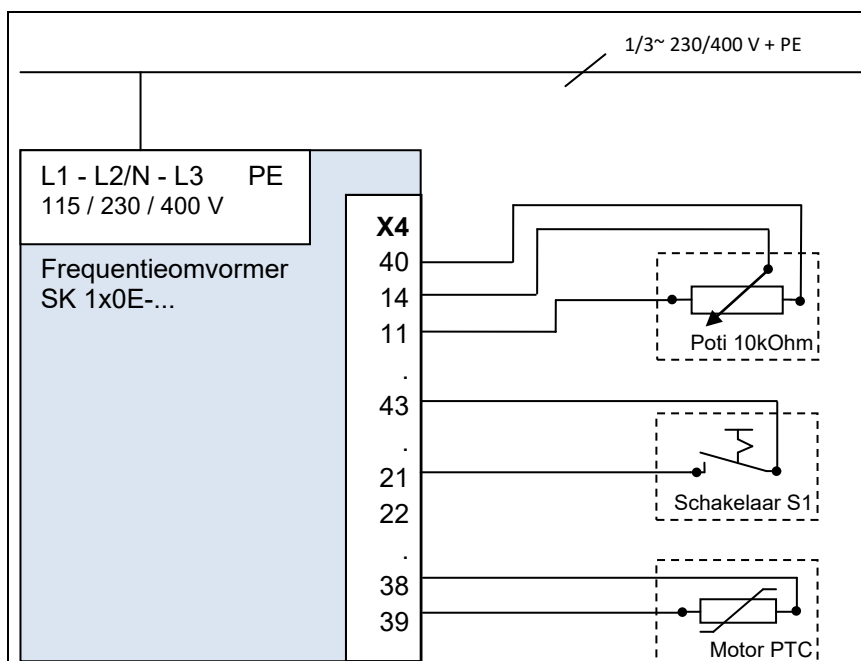 1/3~ 230/400 V + PE
L1 - L2/N - L3 PE
115 / 230 / 400 V
Frequentieomvormer
SK 1x0E-...
X4
40
14
11
.
43
.
21
22
.
38
39
Poti 10kOhm
Schakelaar S1
Motor PTC